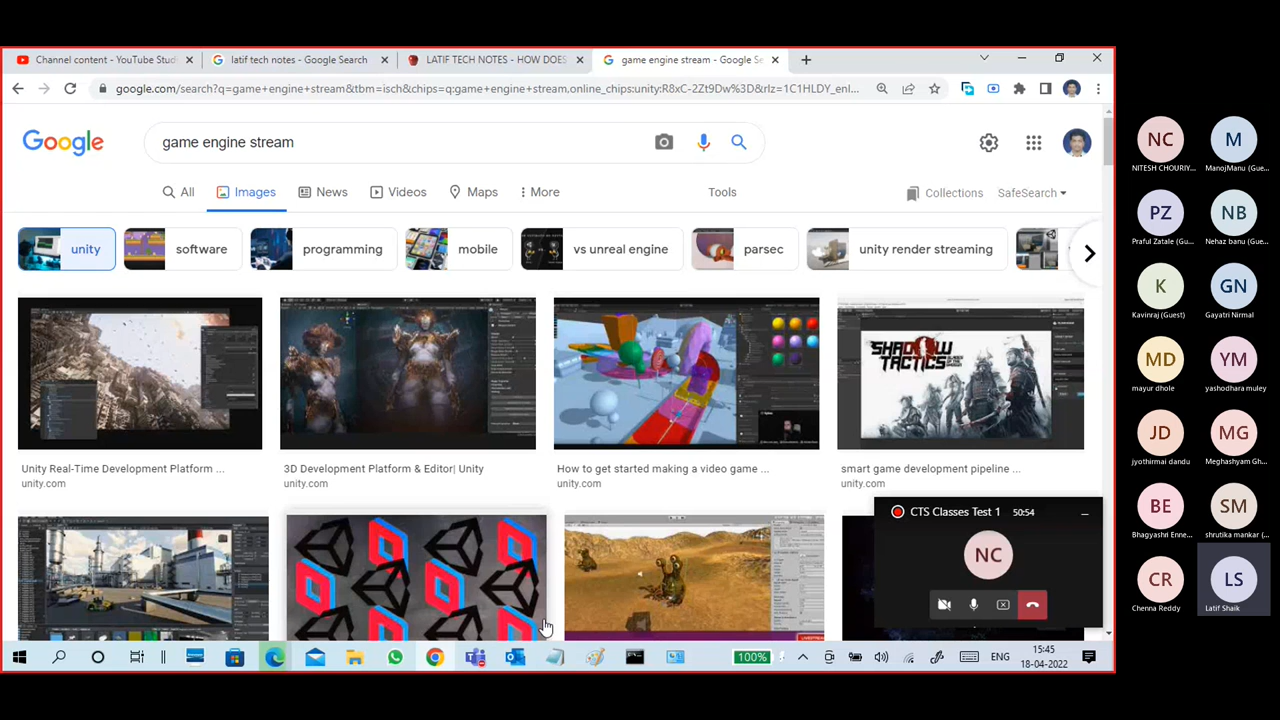 Channel content - YouTube Stud
latif tech notes - Google Search
LATIF TECH NOTES - HOW DOES
game engine stream - Google Se
google.com/search?q=game+engine+stream&tbm=isch&chips=q:game+engine+stream,online_chips:unity:R8xC-2Zt9Dw%3D&rlz=1C1HLDY_enI...
Google
game engine stream
All
Images
News
Videos
Maps
More
Tools
Collections
SafeSearch
unity
software
programming
mobile
vs unreal engine
parsec
unity render streaming
SHADOW
TACTICS
Unity Real-Time Development Platform ...
unity.com
3D Development Platform & Editor| Unity
unity.com
How to get started making a video game ...
unity.com
smart game development pipeline ...
unity.com
CTS Classes Test 1
50:54
NC
100%
ENG
15:45
18-04-2022
NC
NITESH CHOURIY...
M
ManojManu (Gue...
PZ
Praful Zatale (Gu...
NB
Nehaz banu (Gues...
K
Kavinraj (Guest)
GN
Gayatri Nirmal
MD
mayur dhole
YM
yashodhara muley
JD
jyothirmai dandu
MG
Meghashyam Gh...
BE
Bhagyashri Enne...
SM
shrutika mankar (...
CR
Chenna Reddy
LS
Latif Shaik